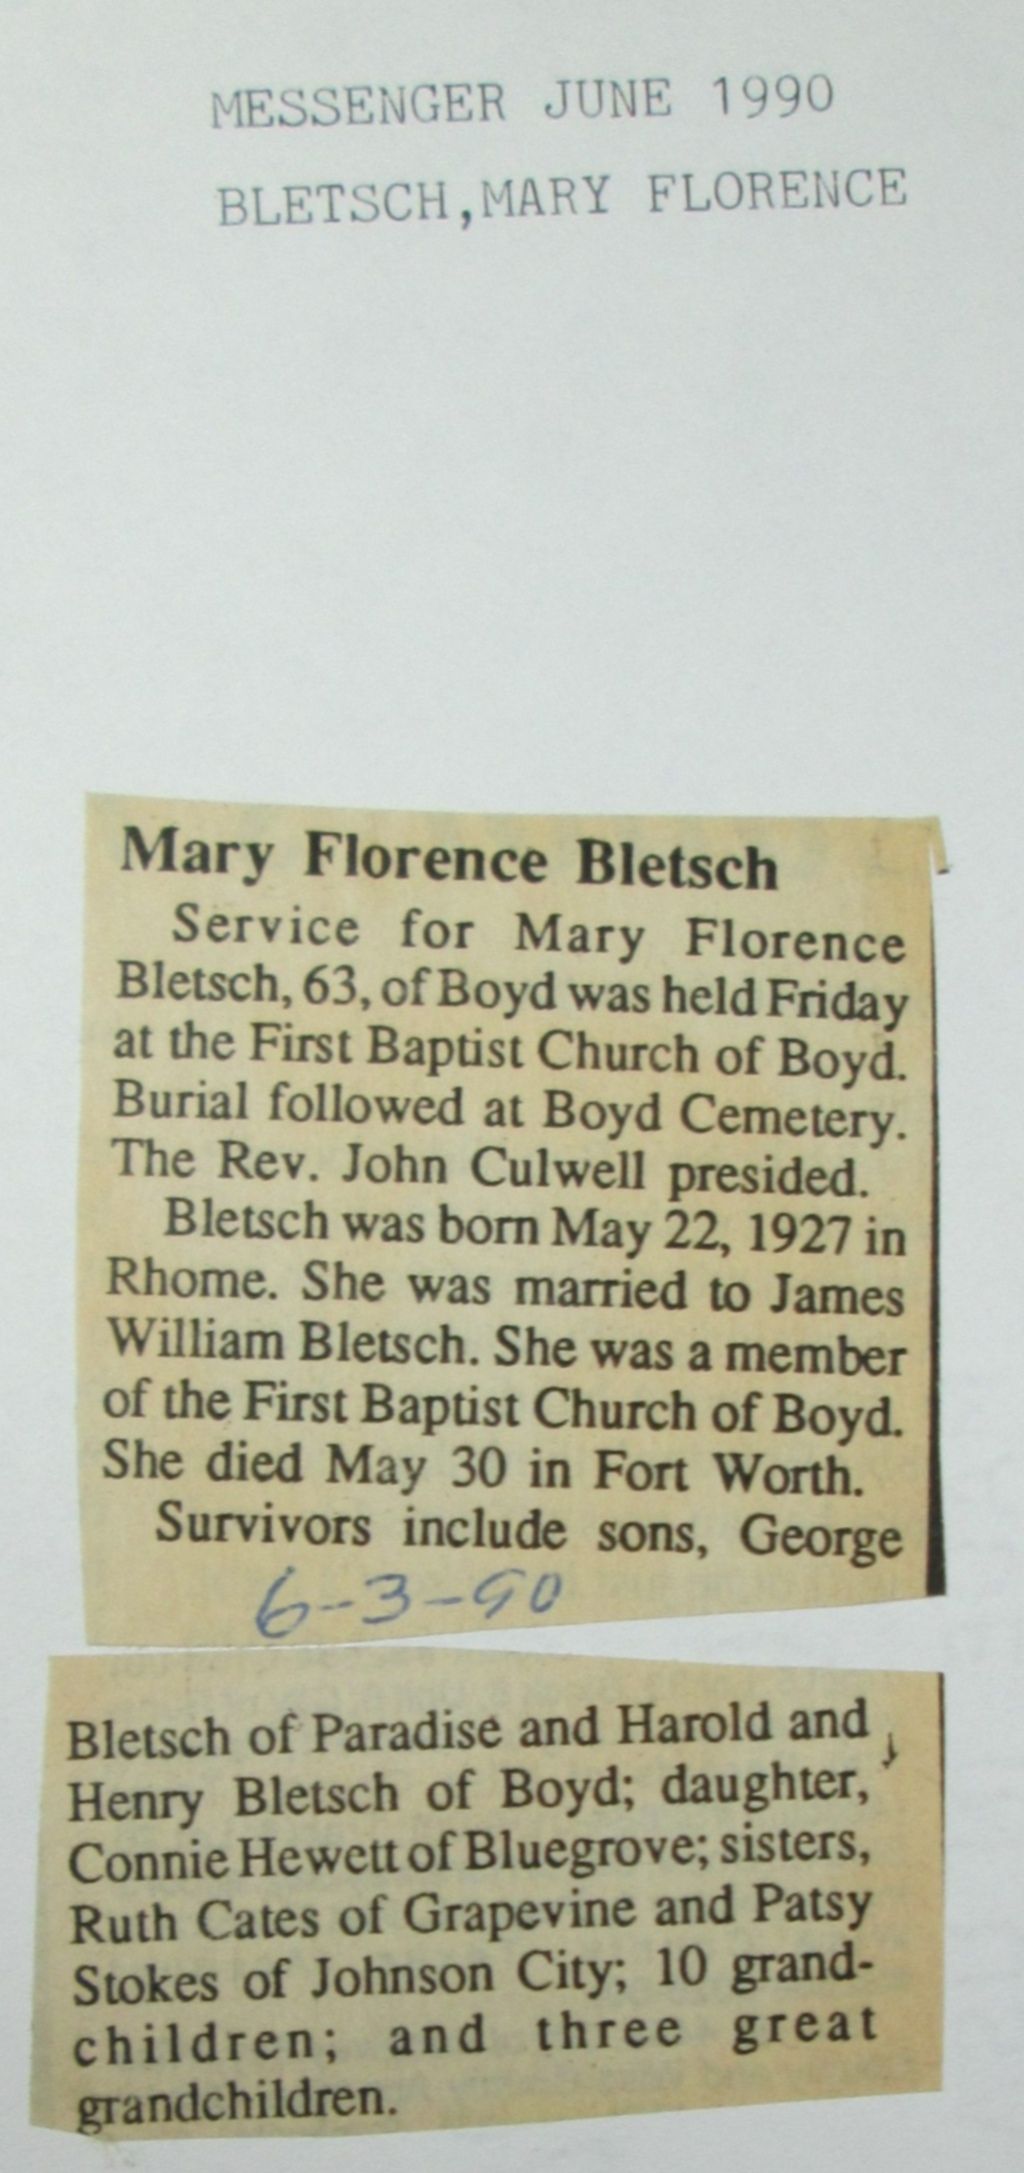 MESSENGER JUNE 1990
BLETSCH,MARY FLORENCE
Mary Florence Bletsch
Service for Mary Florence
Bletsch, 63, of Boyd was held Friday
at the First Baptist Church of Boyd.
Burial followed at Boyd Cemetery.
The Rev. John Culwell presided.
Bletsch was born May 22, 1927 in
Rhome. She was married to James
William Bletsch. She was a member
of the First Baptist Church of Boyd.
She died May 30 in Fort Worth.
Survivors include sons, George
6-3-90
Bletsch of Paradise and Harold and
Henry Bletsch of Boyd; daughter,
Connie Hewett of Bluegrove; sisters,
Ruth Cates of Grapevine and Patsy
Stokes of Johnson City; 10 grand-
children; and three great
grandchildren.